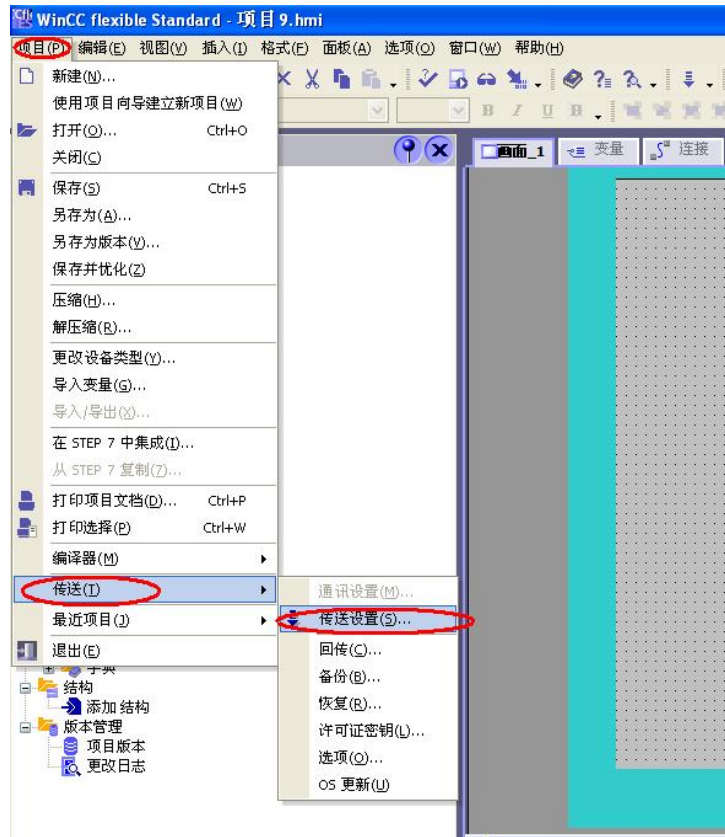 WinCC flexible Standard - 项目9.hmi
项目(P) 编辑(E) 视图(V) 插入(I) 格式(F) 面板(A) 选项(O) 窗口(W) 帮助(H)
新建(N)...
使用项目向导建立新项目(W)
打开(O)... Ctrl+O
关闭(C)
画面_1 变量 连接
保存(S) Ctrl+S
另存为(A)...
另存为版本(V)...
保存并优化(Z)
压缩(H)...
解压缩(R)...
更改设备类型(Y)...
导入变量(G)...
导入/导出(X)...
在 STEP 7 中集成(I)...
从 STEP 7 复制(7)...
打印项目文档(D)... Ctrl+P
打印选择(P) Ctrl+W
编译器(M)
传送(T)
通讯设置(M)...
最近项目(J)
传送设置(S)...
退出(E)
回传(C)...
字典
备份(B)...
结构
添加 结构
恢复(R)...
版本管理
许可证密钥(L)...
项目版本
选项(O)...
更改日志
OS 更新(U)